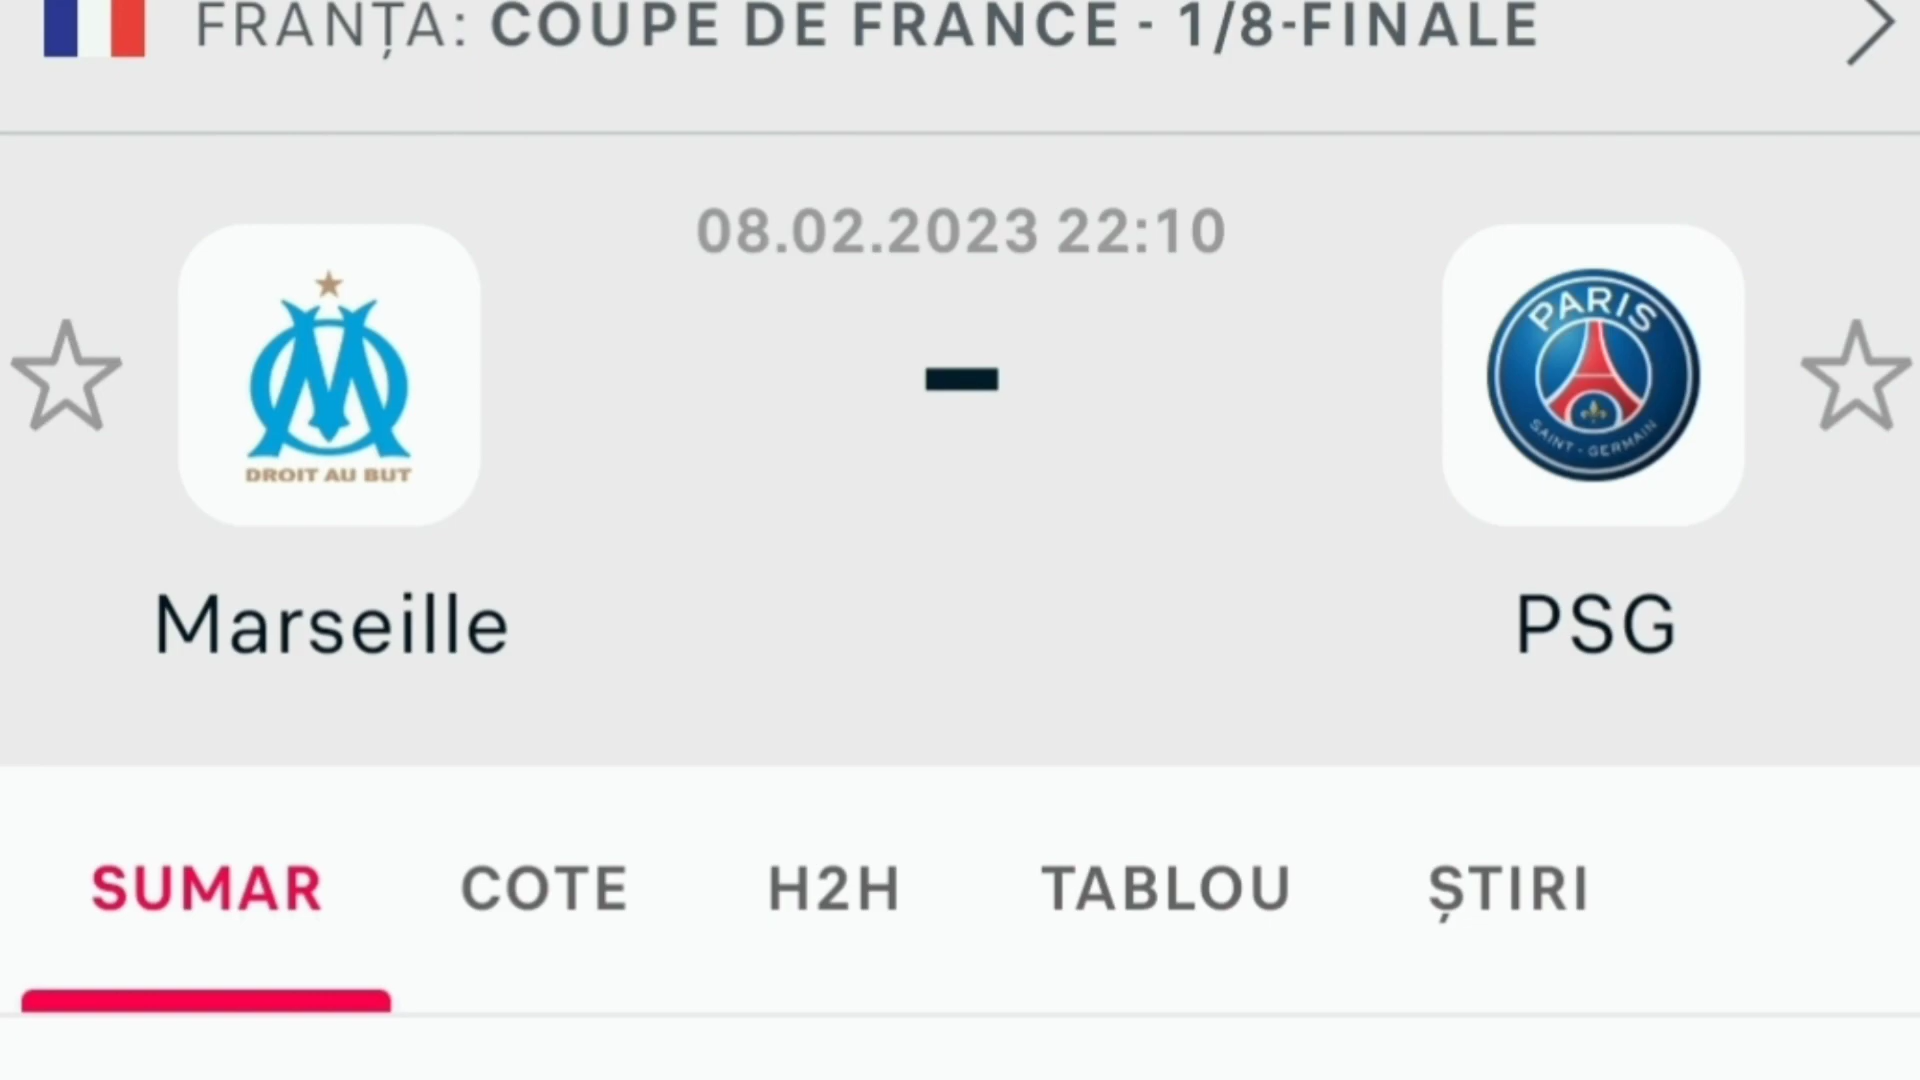 FRANȚA: COUPE DE FRANCE - 1/8-FINALE
08.02.2023 22:10
DROIT AU BUT
PARIS
SAINT - GERMAIN
-
Marseille
PSG
SUMAR COTE H2H TABLOU ȘTIRI